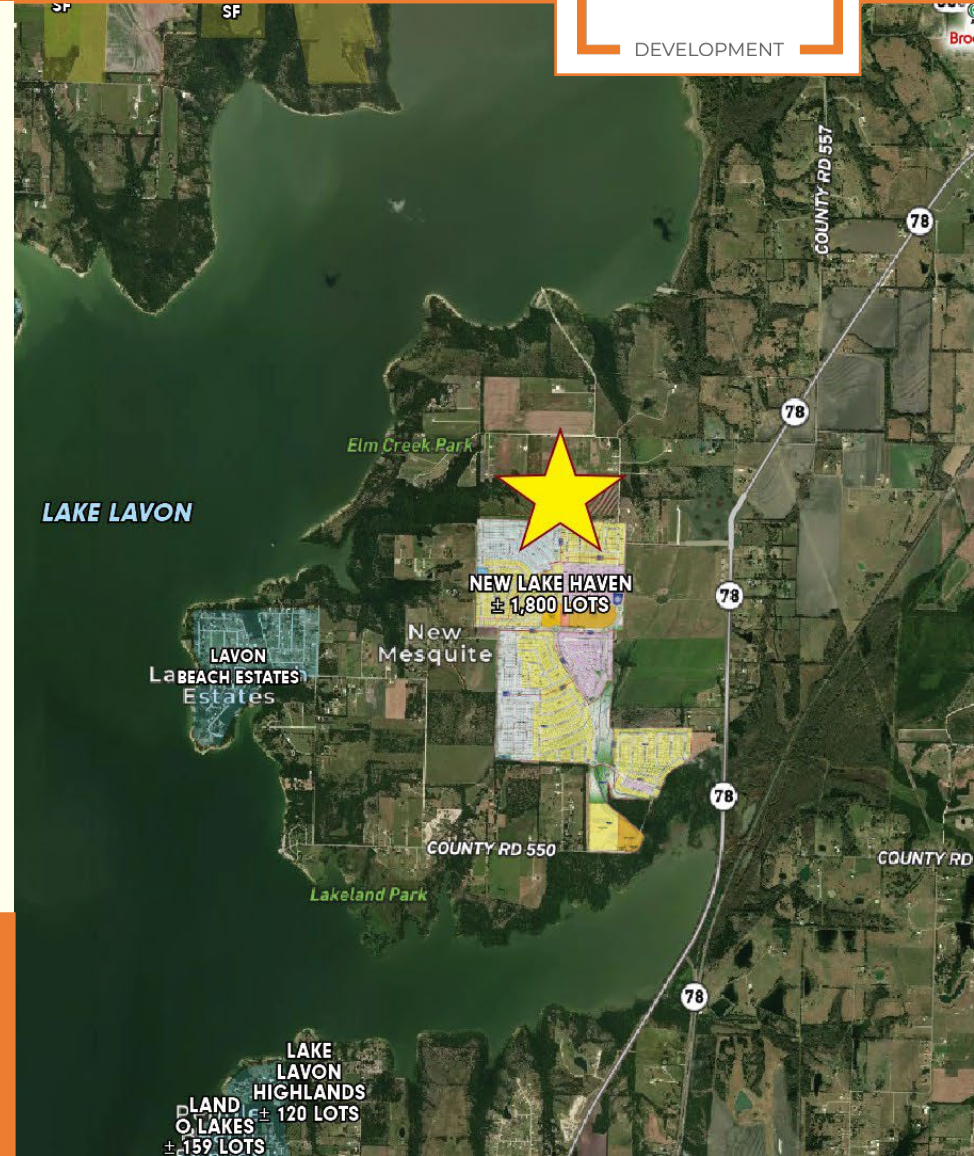 SF
SF
DEVELOPMENT
Bro
COUNTY RD 557
78
78
Elm Creek Park
LAKE LAVON
NEW LAKE HAVEN
± 1,800 LOTS
78
New
Mesquite
LAVON
BEACH ESTATES
Estates
78
COUNTY RD 550
COUNTY RD
Lakeland Park
78
LAKE
LAVON
HIGHLANDS
± 120 LOTS
LAND
O LAKES
± 159 LOTS